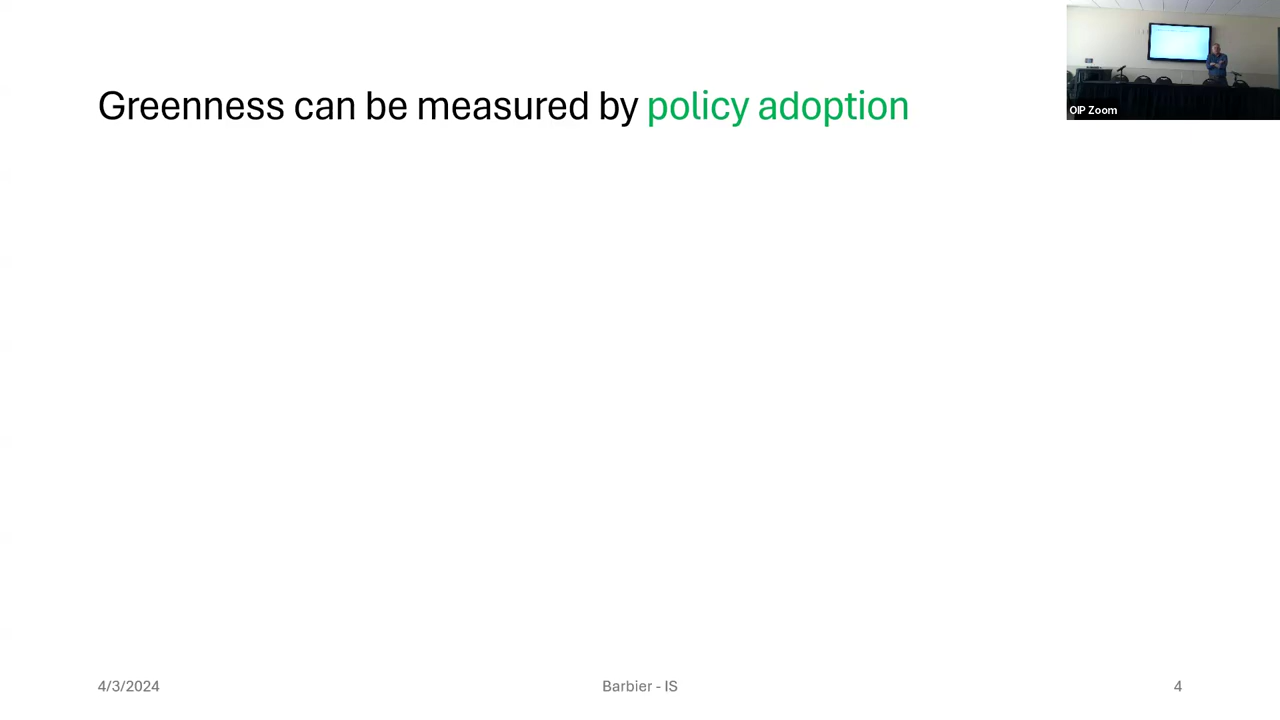 Greenness can be measured by policy adoption
OIP Zoom
4/3/2024
Barbier - IS
4